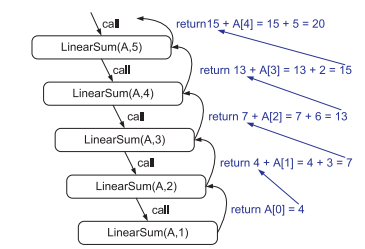 call
return15 + A[4] = 15 + 5 = 20
LinearSum(A,5)
call
return 13 + A[3] = 13 + 2 = 15
LinearSum(A,4)
call
return 7 + A[2] = 7 + 6 = 13
LinearSum(A,3)
call
return 4 + A[1] = 4 + 3 = 7
LinearSum(A,2)
call
return A[0] = 4
LinearSum(A,1)